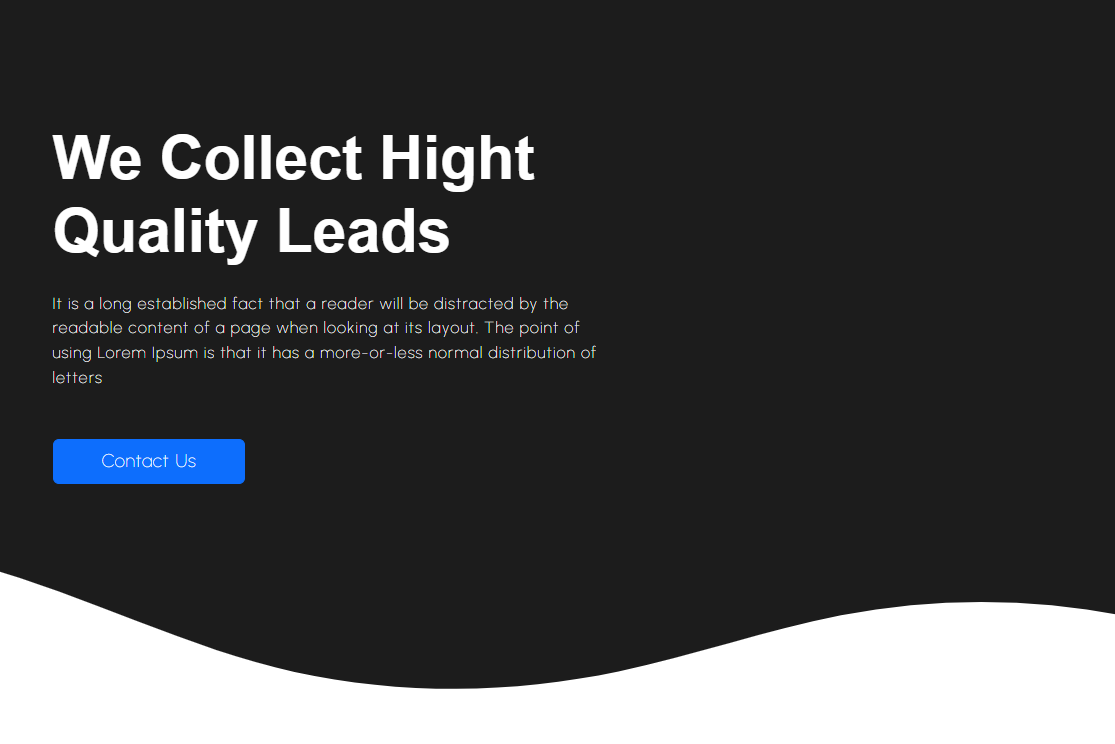 We Collect Hight
Quality Leads
It is a long established fact that a reader will be distracted by the
readable content of a page when looking at its layout. The point of
using Lorem Ipsum is that it has a more-or-less normal distribution of
letters
Contact Us